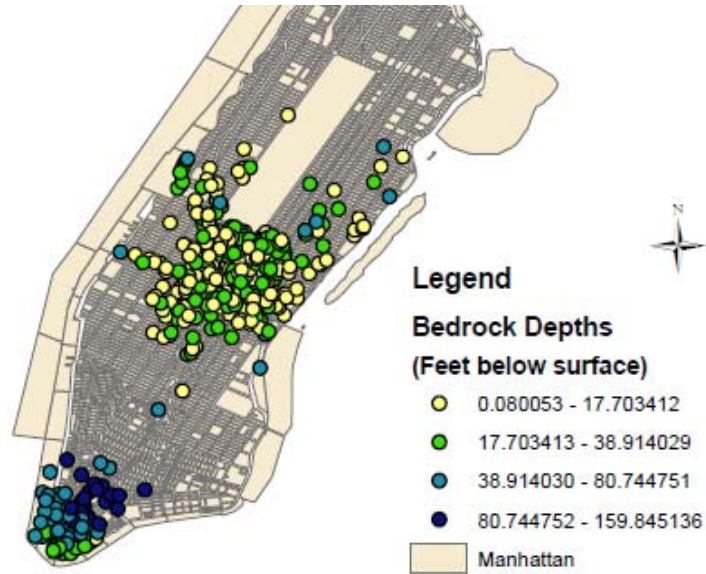 N
Legend
Bedrock Depths
(Feet below surface)
0.080053 - 17.703412
17.703413 - 38.914029
38.914030 - 80.744751
80.744752 - 159.845136
Manhattan